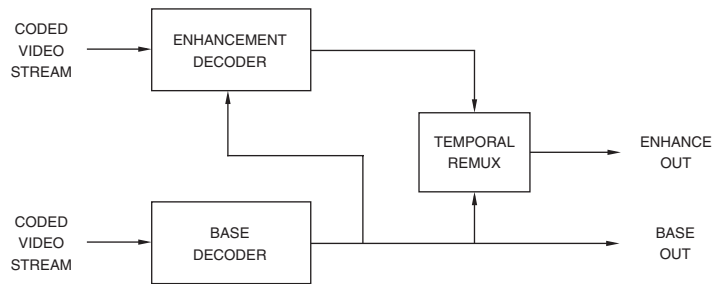 CODED
VIDEO
STREAM
ENHANCEMENT
DECODER
TEMPORAL
REMUX
ENHANCE
OUT
CODED
VIDEO
STREAM
BASE
DECODER
BASE
OUT